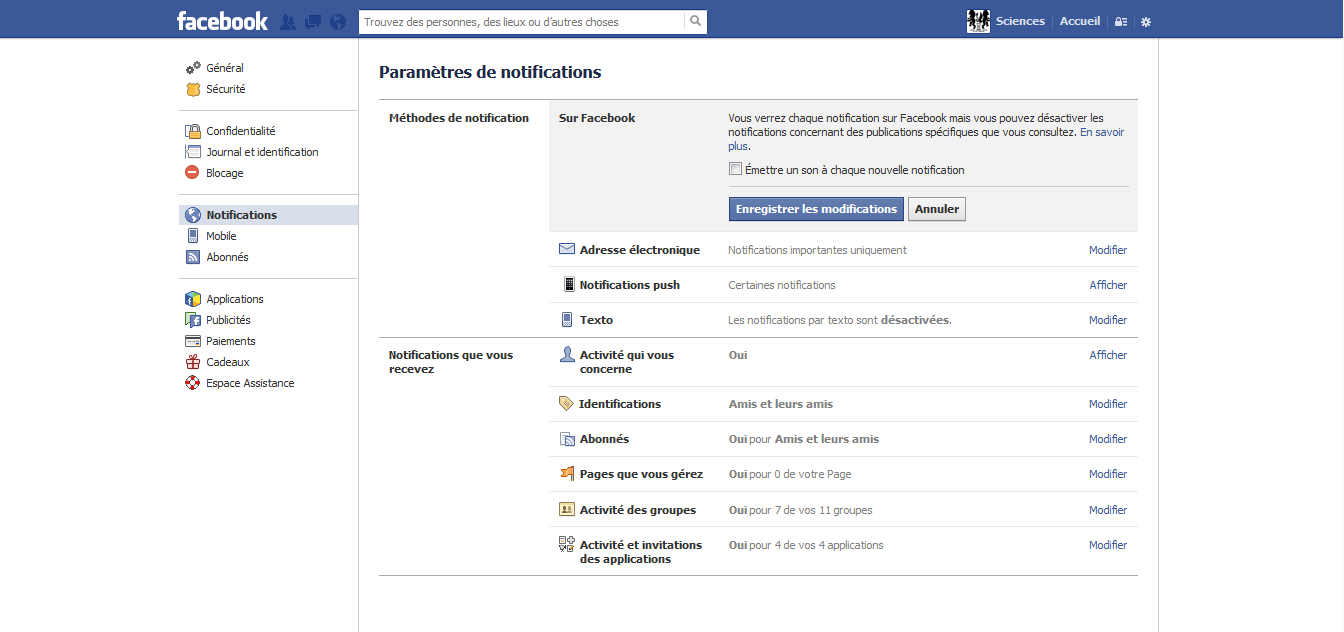 facebook
Trouvez des personnes, des lieux ou d'autres choses
Sciences
Accueil
Général
Sécurité
Confidentialité
Journal et identification
Blocage
Notifications
Mobile
Abonnés
Applications
Publicités
Paiements
Cadeaux
Espace Assistance
Paramètres de notifications
Méthodes de notification
Sur Facebook
Vous verrez chaque notification sur Facebook mais vous pouvez désactiver les
notifications concernant des publications spécifiques que vous consultez. En savoir
plus.
Émettre un son à chaque nouvelle notification
Enregistrer les modifications
Annuler
Adresse électronique
Notifications importantes uniquement
Modifier
Notifications push
Certaines notifications
Afficher
Texto
Les notifications par texto sont désactivées.
Modifier
Notifications que vous
recevez
Activité qui vous
concerne
Oui
Afficher
Identifications
Amis et leurs amis
Modifier
Abonnés
Oui pour Amis et leurs amis
Modifier
Pages que vous gérez
Oui pour 0 de votre Page
Modifier
Activité des groupes
Oui pour 7 de vos 11 groupes
Modifier
Activité et invitations
des applications
Oui pour 4 de vos 4 applications
Modifier